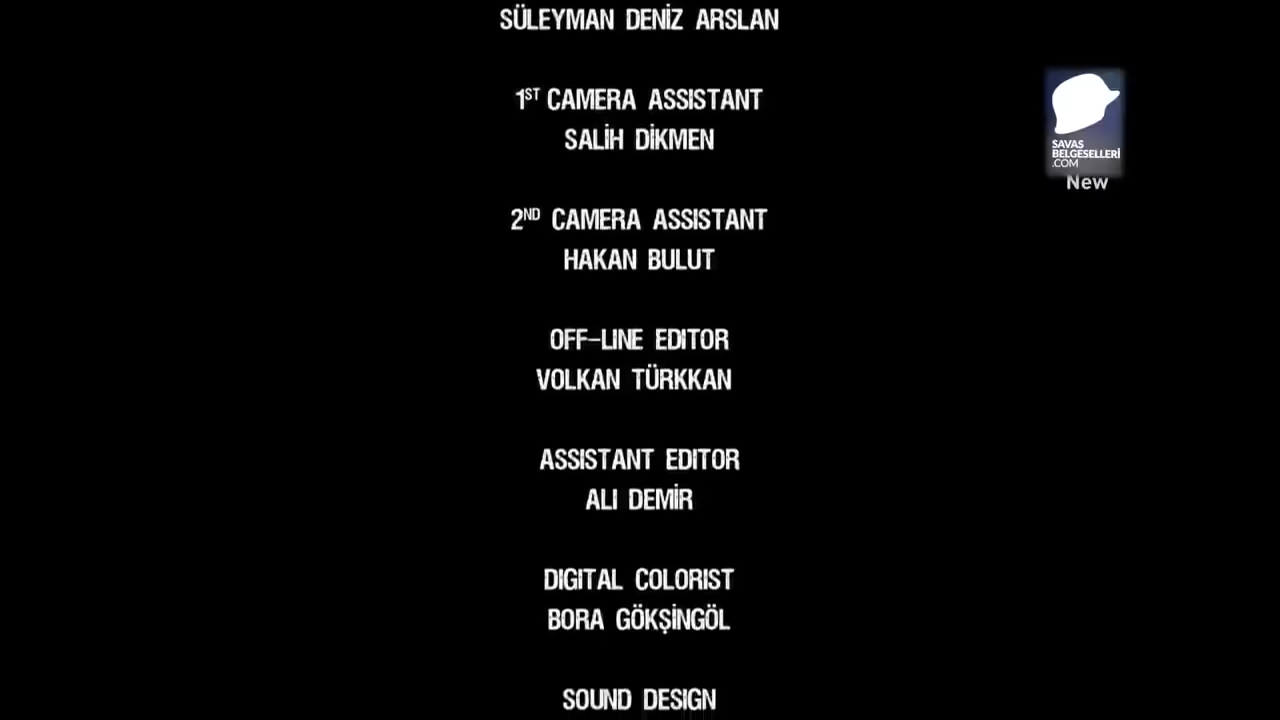 SÜLEYMAN DENİZ ARSLAN
1ST CAMERA ASSISTANT
SALİH DİKMEN
2ND CAMERA ASSISTANT
HAKAN BULUT
OFF-LINE EDITOR
VOLKAN TÜRKKAN
ASSISTANT EDITOR
ALI DEMİR
DIGITAL COLORIST
BORA GÖKŞİNGÖL
SOUND DESIGN
SAVAS
BELGESELLERİ
.COM
New